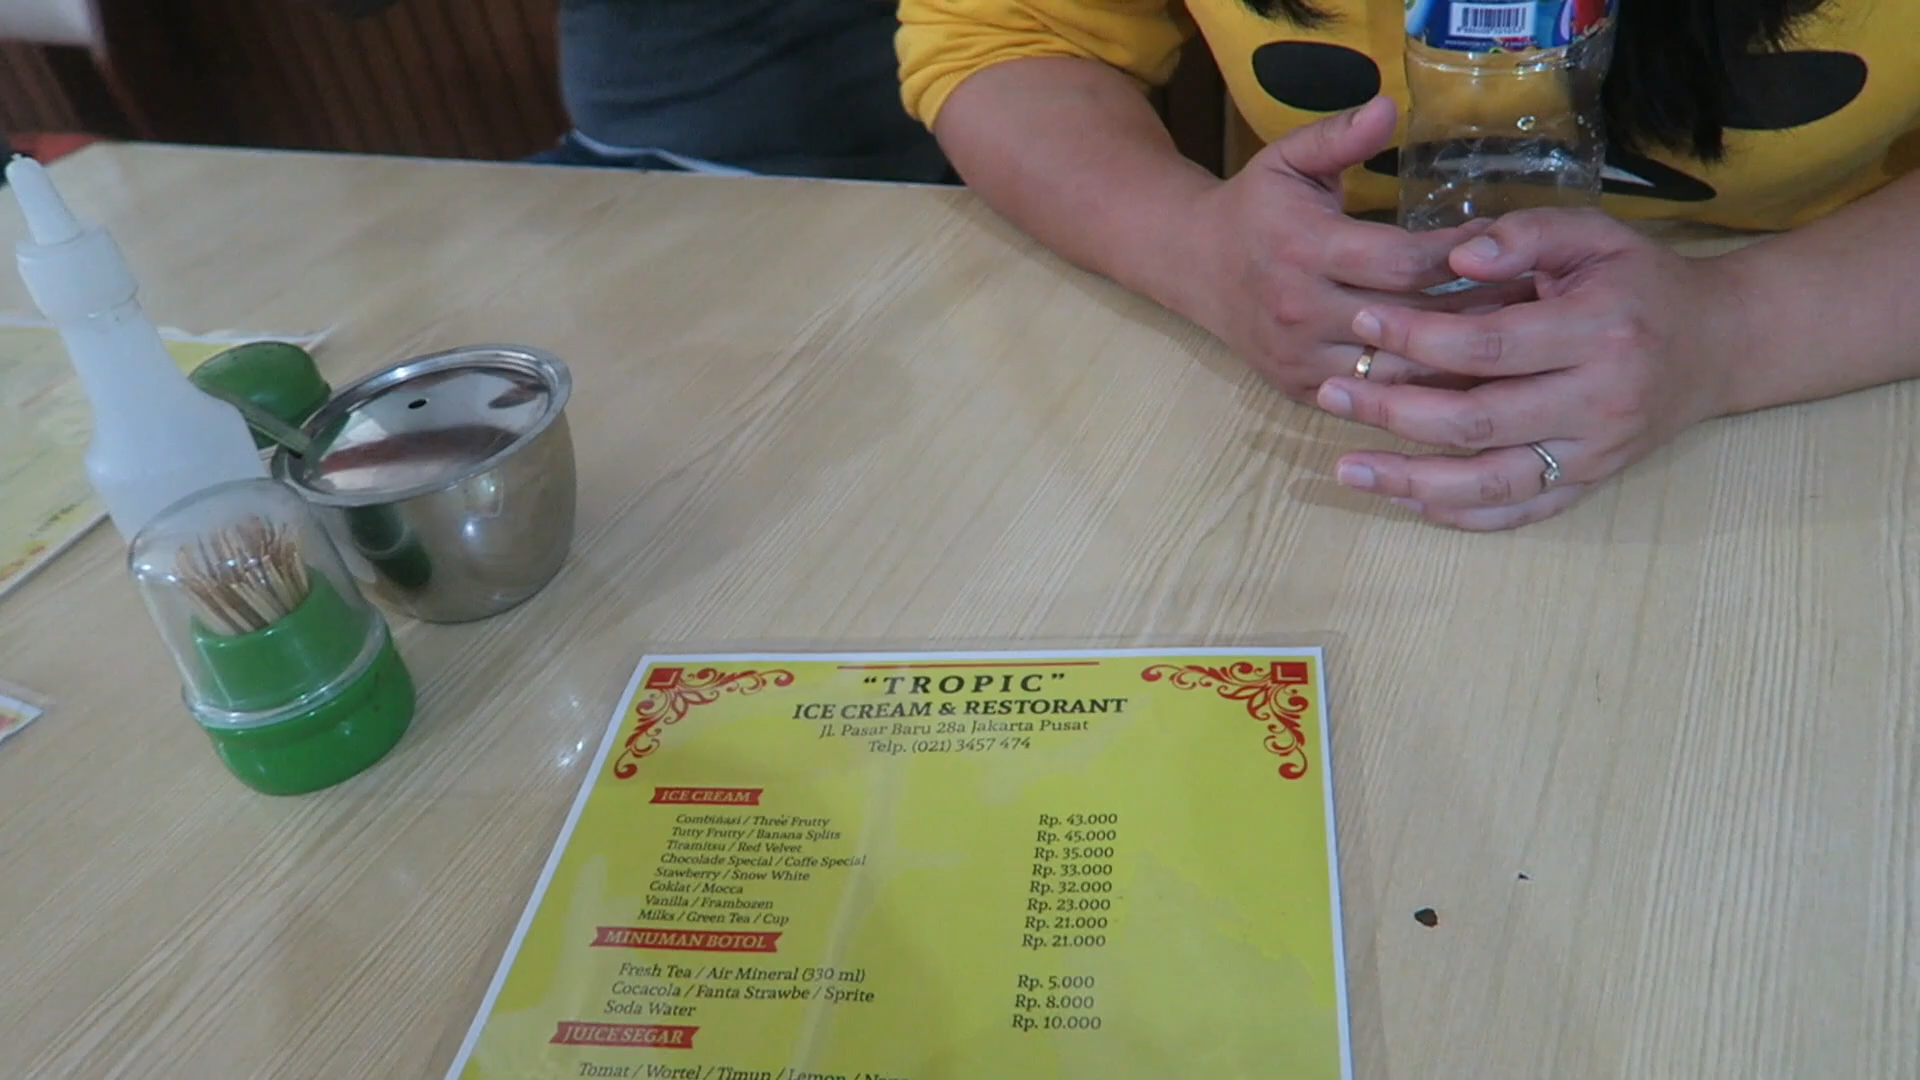 "TROPIC"
ICE CREAM & RESTORANT
Jl. Pasar Baru 28a Jakarta Pusat
Telp. (021) 3457 474
ICE CREAM
Combinasi / Three Frutty Rp. 43.000
Tutty Frutty / Banana Splits Rp. 45.000
Tiramitsu / Red Velvet Rp. 35.000
Chocolade Special / Coffe Special Rp. 33.000
Stawberry / Snow White Rp. 32.000
Coklat / Mocca Rp. 23.000
Vanilla / Frambozen Rp. 21.000
Milks / Green Tea / Cup Rp. 21.000
MINUMAN BOTOL
Fresh Tea / Air Mineral (330 ml) Rp. 5.000
Cocacola / Fanta Strawbe / Sprite Rp. 8.000
Soda Water Rp. 10.000
JUICE SEGAR
Tomat / Wortel / Timun / Lemon /